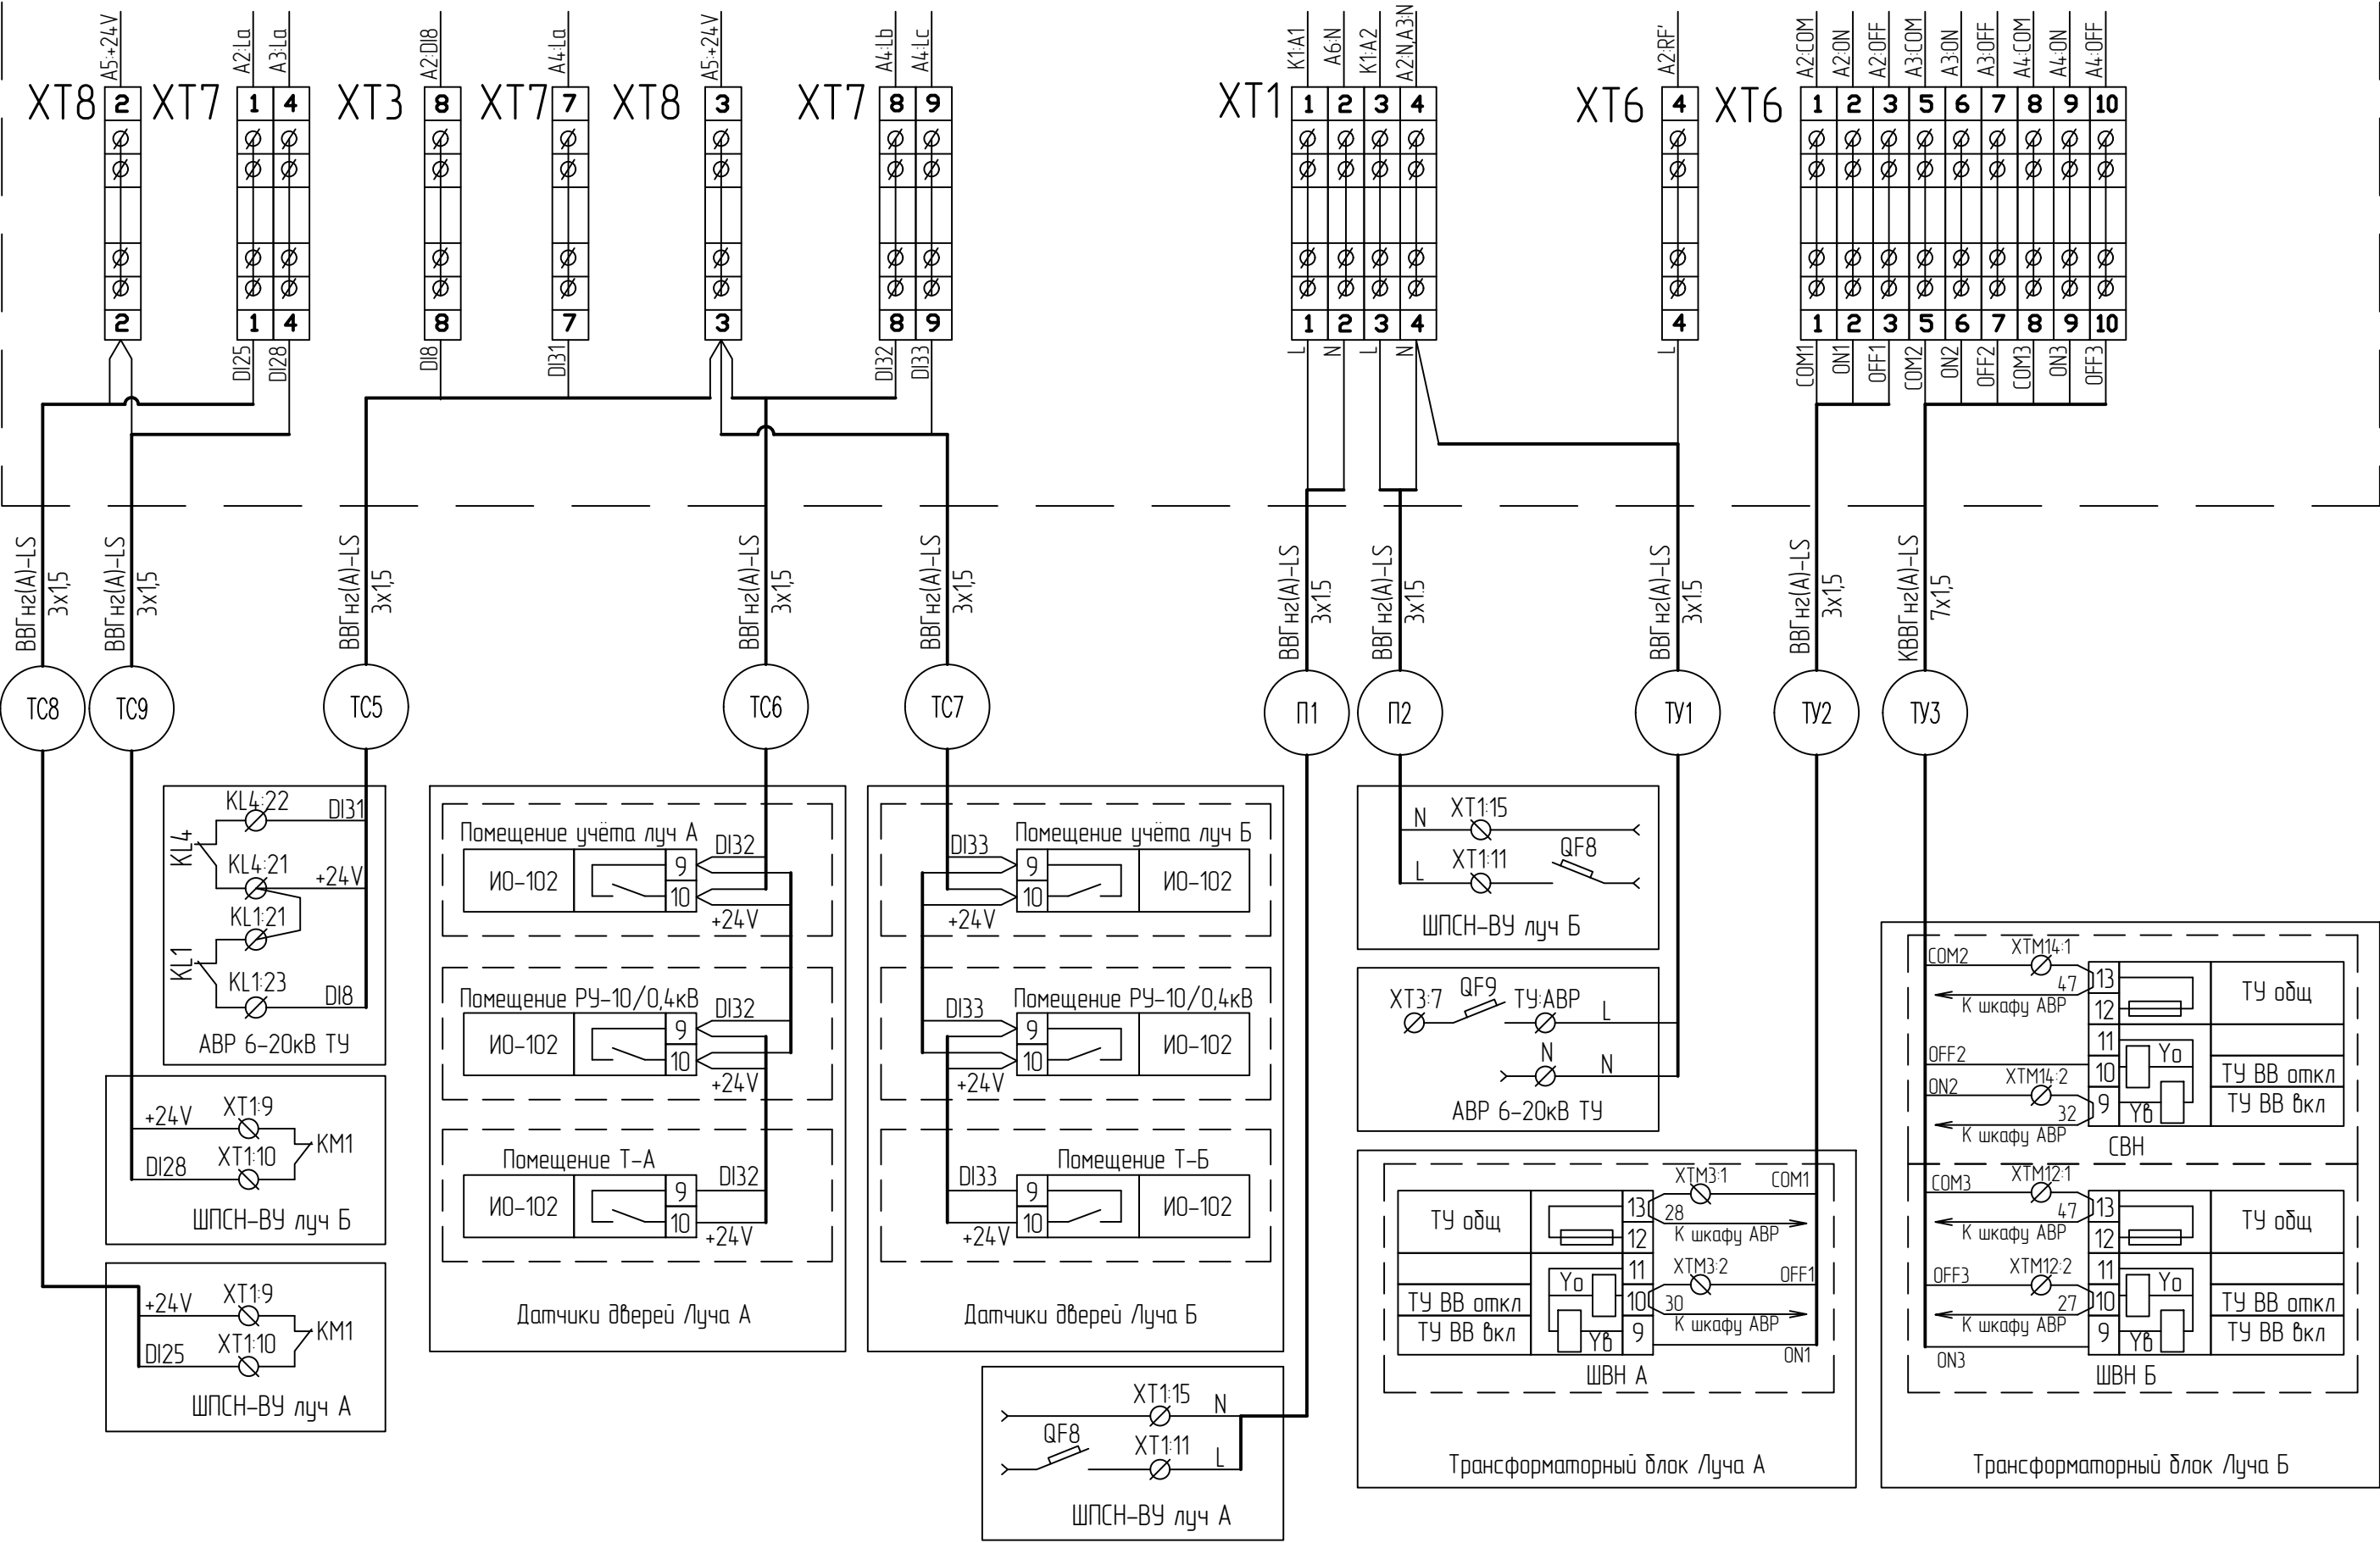 A5:+24V
A2:La
A3:La
A2:DI8
A4:La
A5:+24V
A4:Lb
A4:Lc
K1:A1
A6:N
K1:A2
A2:N,A3:N
A2:RF'
A2:COM
A2:ON
A2:OFF
A3:COM
A3:ON
A3:OFF
A4:COM
A4:ON
A4:OFF
XT8 2 XT7 1 4 XT3 8 XT7 7 XT8 3 XT7 8 9 XT1 1 2 3 4 XT6 4 XT6 1 2 3 5 6 7 8 9 10
2 1 4 8 7 3 8 9 1 2 3 4 4 1 2 3 5 6 7 8 9 10
DI25
DI28
DI8
DI31
DI32
DI33
L
N
L
N
L
COM1
ON1
OFF1
COM2
ON2
OFF2
COM3
ON3
OFF3
ВВГнг(А)-LS
3x1,5
ВВГнг(А)-LS
3x1,5
ВВГнг(А)-LS
3x1,5
ВВГнг(А)-LS
3x1,5
ВВГнг(А)-LS
3x1,5
ВВГнг(А)-LS
3x1.5
ВВГнг(А)-LS
3x1.5
ВВГнг(А)-LS
3x1.5
ВВГнг(А)-LS
3x1,5
КВВГнг(А)-LS
7x1,5
ТС8 ТС9 ТС5 ТС6 ТС7 П1 П2 ТУ1 ТУ2 ТУ3
KL4:22
DI31
KL4
KL4:21
+24V
KL1:21
KL1
KL1:23
DI8
АВР 6-20кВ ТУ
+24V
XT1:9
KM1
DI28
XT1:10
ШПСН-ВУ луч Б
+24V
XT1:9
KM1
DI25
XT1:10
ШПСН-ВУ луч А
Помещение учёта луч А
ИО-102
9
DI32
10
+24V
Помещение РУ-10/0,4кВ
ИО-102
9
DI32
10
+24V
Помещение Т-А
ИО-102
9
DI32
10
+24V
Датчики дверей Луча А
Помещение учёта луч Б
DI33
9
ИО-102
10
+24V
Помещение РУ-10/0,4кВ
DI33
9
ИО-102
10
+24V
Помещение Т-Б
DI33
9
ИО-102
10
+24V
Датчики дверей Луча Б
XT1:15
N
QF8
XT1:11
L
ШПСН-ВУ луч А
N
XT1:15
L
XT1:11
QF8
ШПСН-ВУ луч Б
XT3:7
QF9
ТУ:АВР
L
N
N
АВР 6-20кВ ТУ
ТУ общ
13
XTM3:1
COM1
28
К шкафу АВР
12
11
XTM3:2
OFF1
Yo
ТУ ВВ откл
10
30
К шкафу АВР
ТУ ВВ вкл
Yв
9
ON1
ШВН А
Трансформаторный блок Луча А
COM2
XTM14:1
13
47
К шкафу АВР
12
ТУ общ
11
OFF2
Yo
10
ТУ ВВ откл
ON2
XTM14:2
9
ТУ ВВ вкл
32
Yв
К шкафу АВР
СВН
COM3
XTM12:1
13
47
К шкафу АВР
12
ТУ общ
11
OFF3
XTM12:2
Yo
10
ТУ ВВ откл
27
К шкафу АВР
9
Yв
ТУ ВВ вкл
ON3
ШВН Б
Трансформаторный блок Луча Б